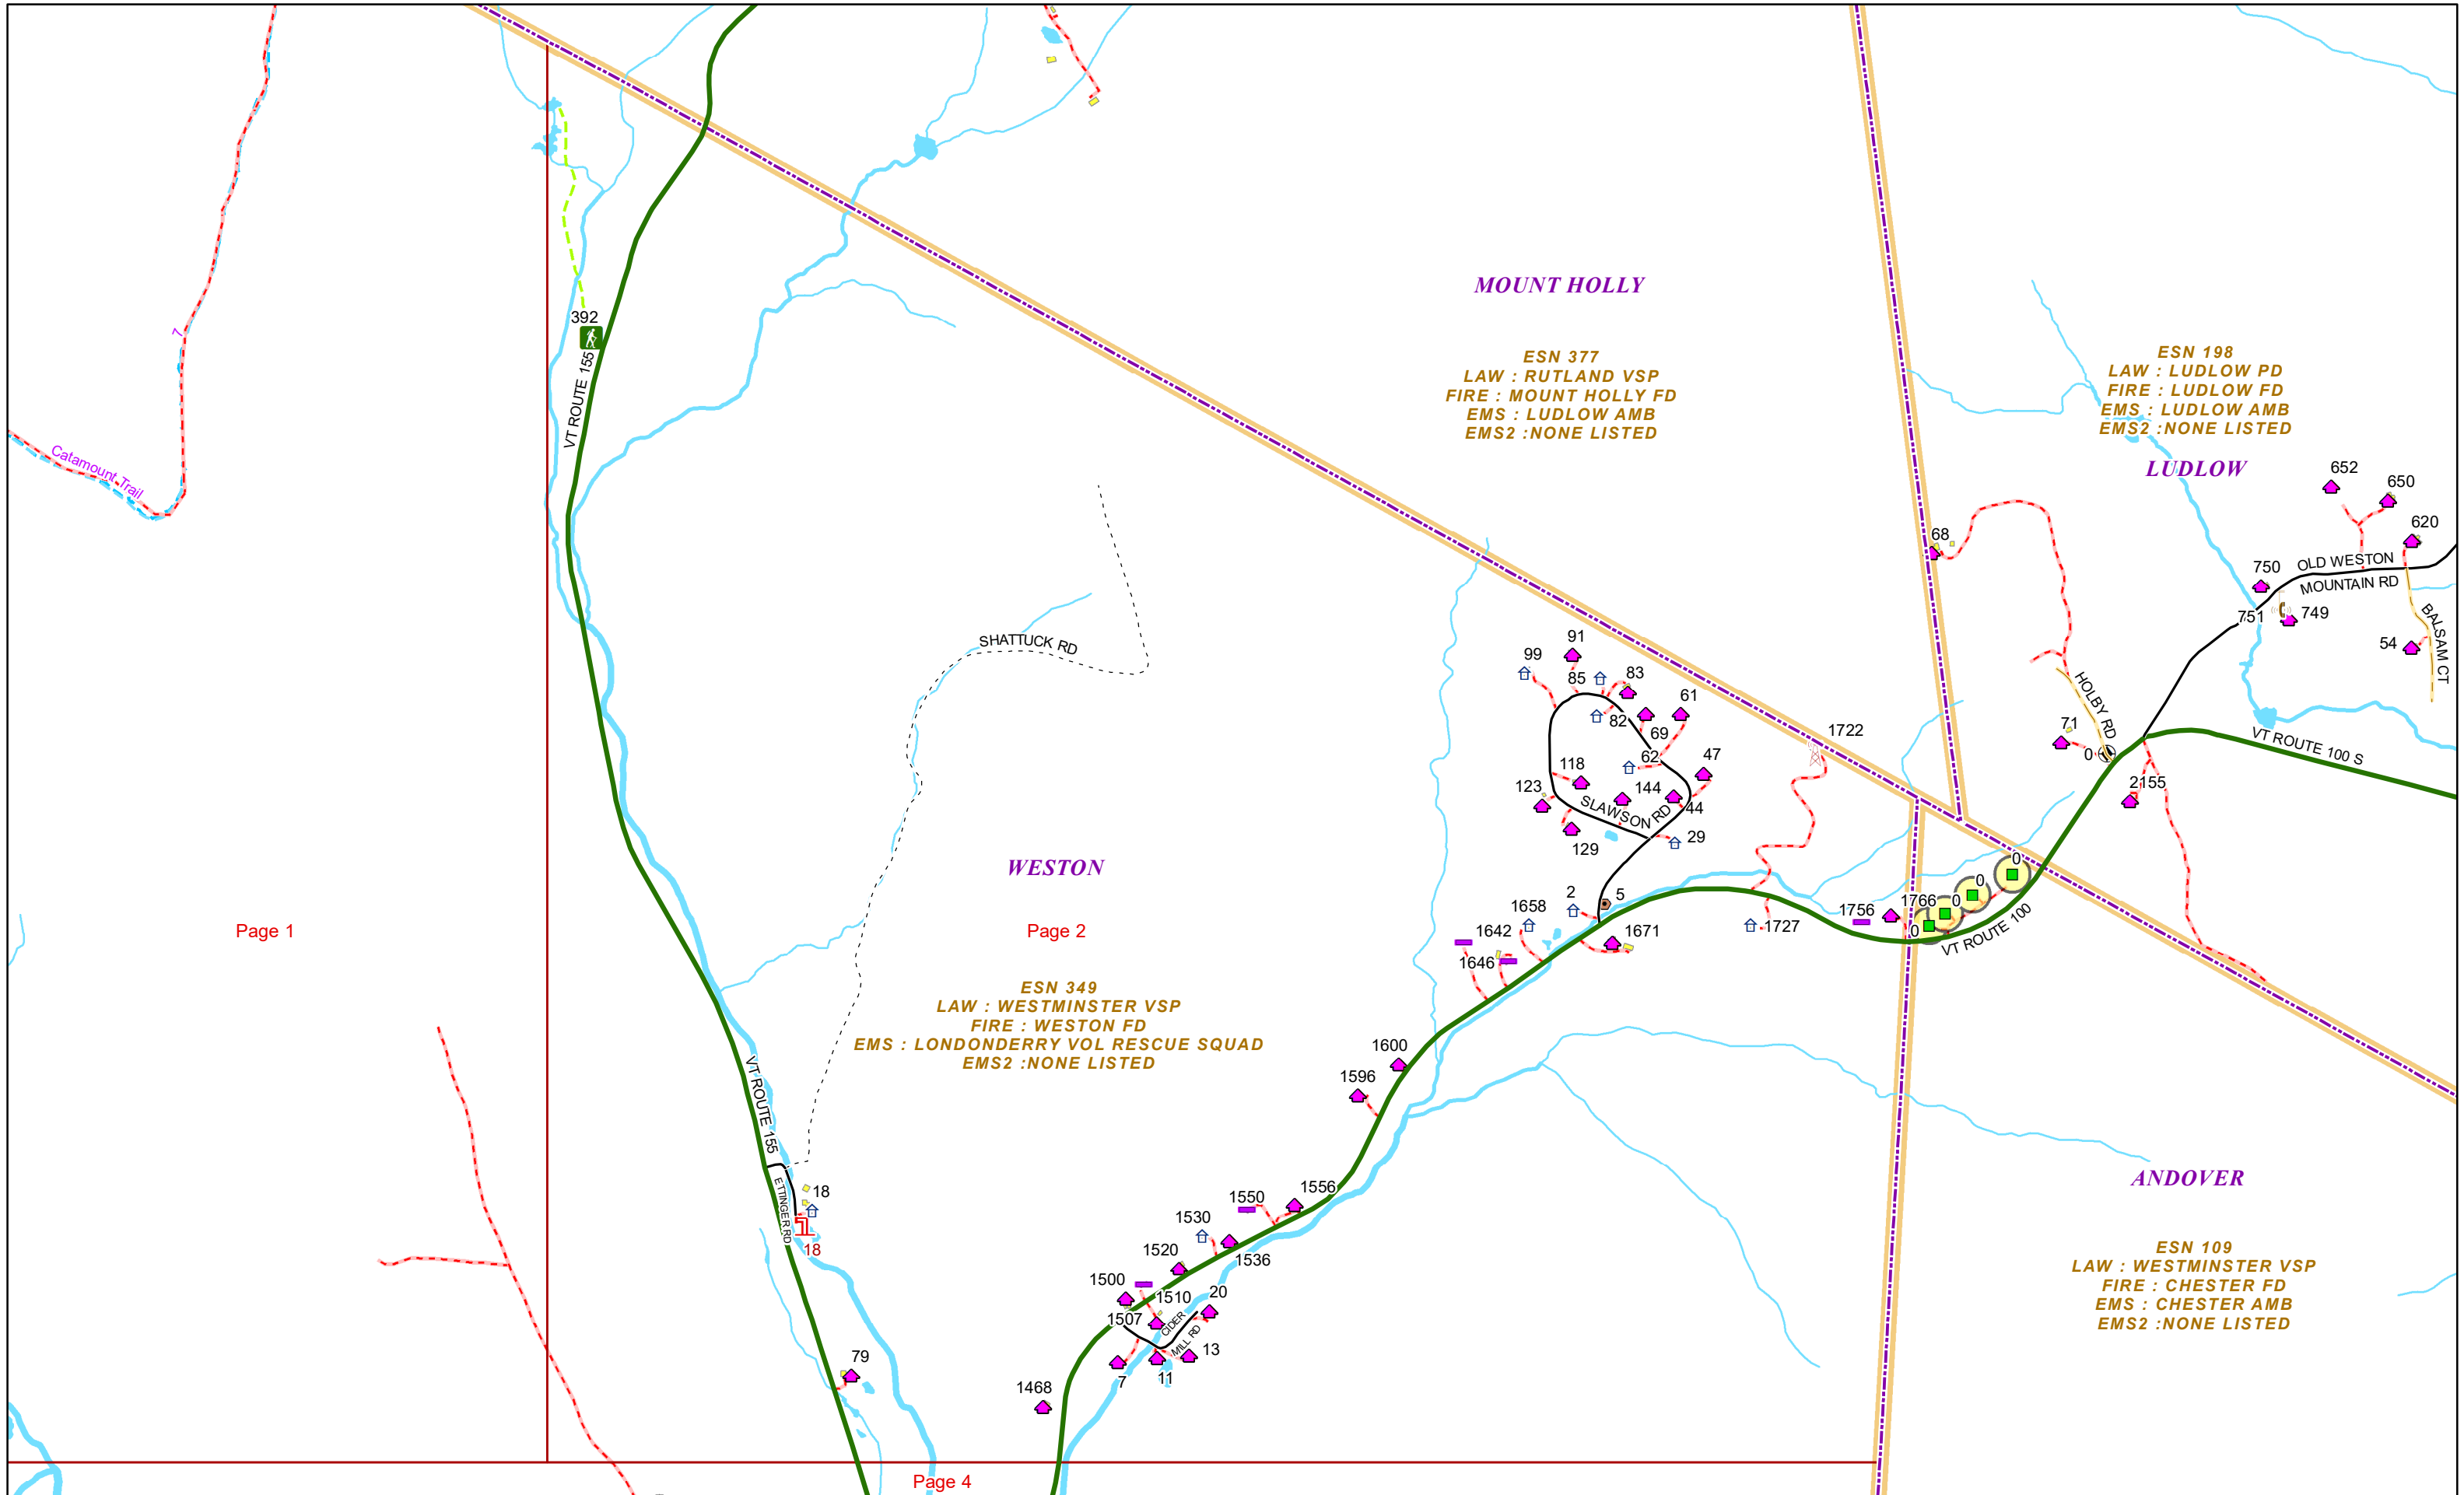 392
VT ROUTE 155
7
Catamount Trail
MOUNT HOLLY
ESN 377
LAW : RUTLAND VSP
FIRE : MOUNT HOLLY FD
EMS : LUDLOW AMB
EMS2 :NONE LISTED
ESN 198
LAW : LUDLOW PD
FIRE : LUDLOW FD
EMS : LUDLOW AMB
EMS2 :NONE LISTED
LUDLOW
652
650
620
68
OLD WESTON
MOUNTAIN RD
750
751
749
BALSAM CT
54
HOLBY RD
71
0
VT ROUTE 100 S
2155
SHATTUCK RD
91
99
85
83
61
82
69
62
47
1722
118
123
144
44
SLAWSON RD
129
29
WESTON
Page 1
Page 2
2
5
1658
1642
1646
1671
1727
1756
1766
0
0
0
0
VT ROUTE 100
ESN 349
LAW : WESTMINSTER VSP
FIRE : WESTON FD
EMS : LONDONDERRY VOL RESCUE SQUAD
EMS2 :NONE LISTED
1600
1596
VT ROUTE 155
ETTINGER RD
18
18
1556
1550
1530
1536
1520
1500
1510
20
1507
CIDER
MILL RD
13
7
11
79
1468
ANDOVER
ESN 109
LAW : WESTMINSTER VSP
FIRE : CHESTER FD
EMS : CHESTER AMB
EMS2 :NONE LISTED
Page 4